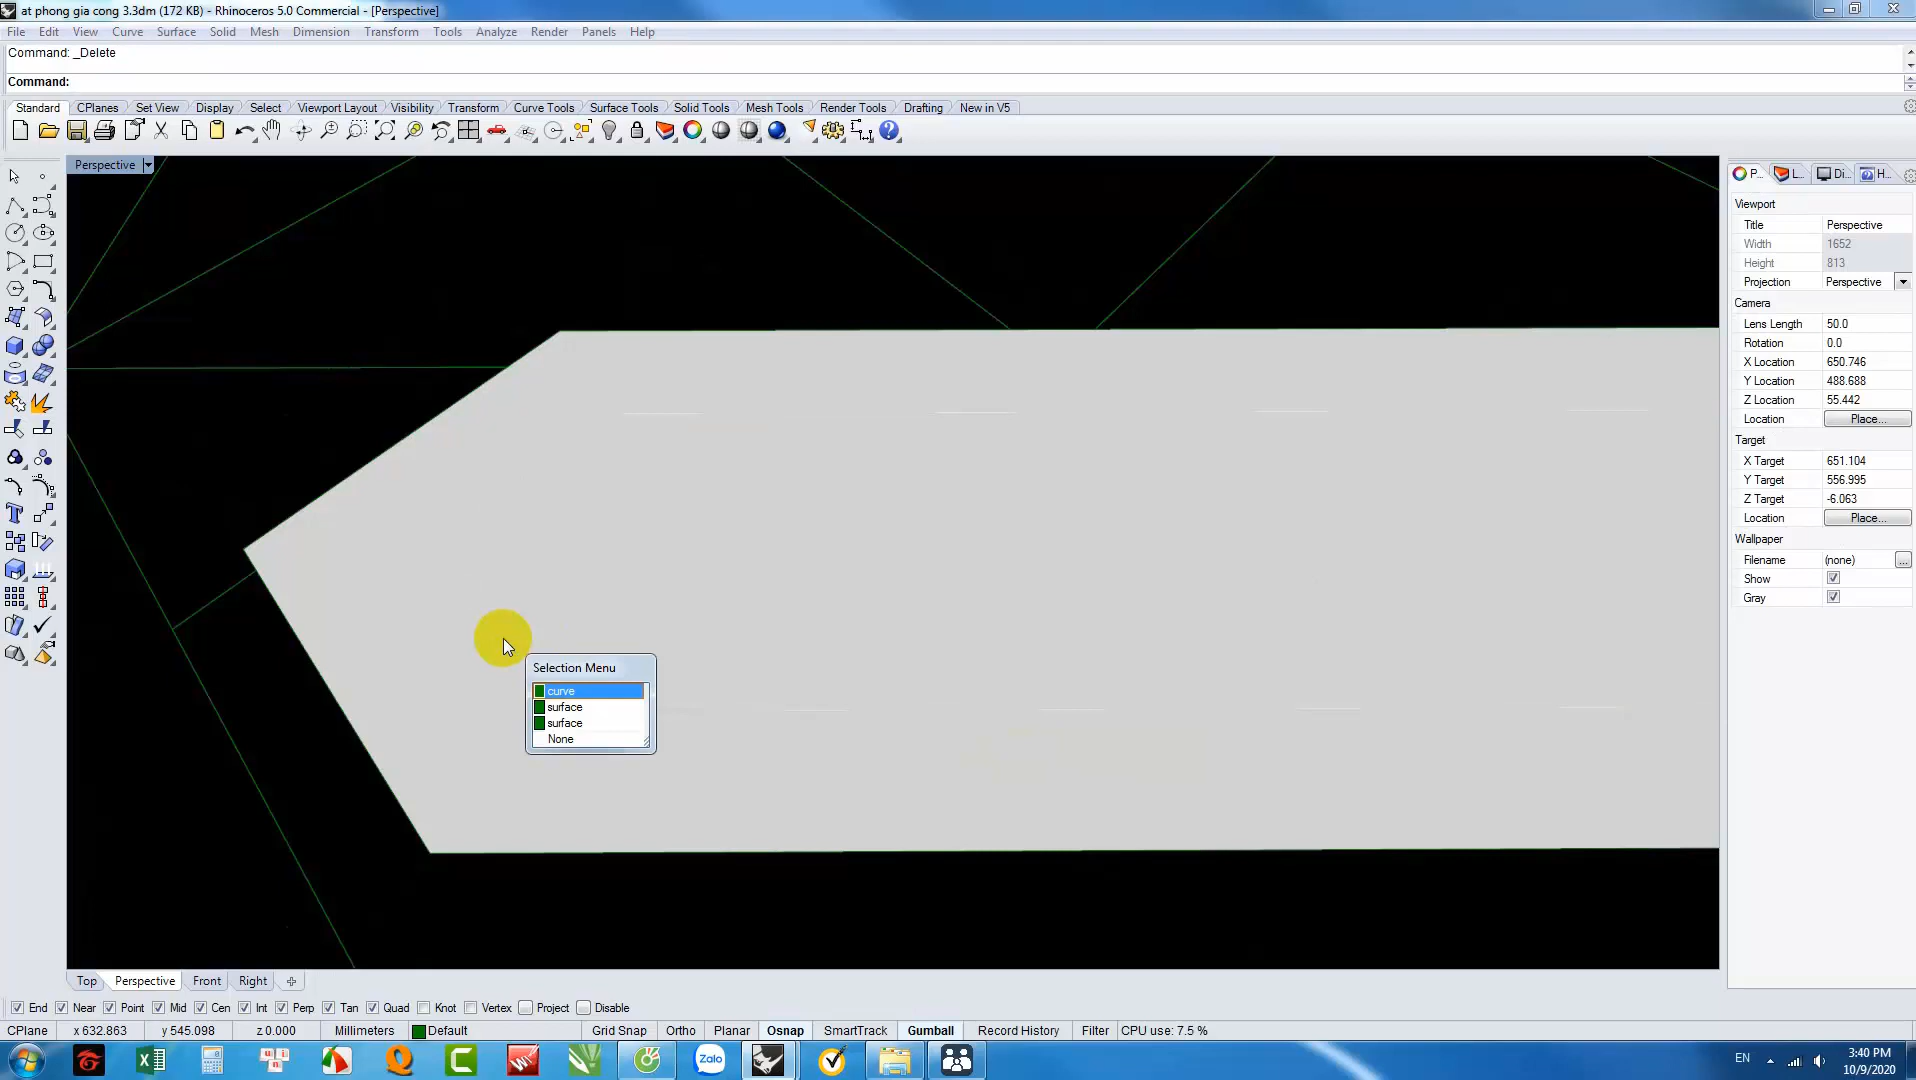 at phong gia cong 3.3dm (172 KB) - Rhinoceros 5.0 Commercial - [Perspective]
File Edit View Curve Surface Solid Mesh Dimension Transform Tools Analyze Render Panels Help
Command: _Delete
Command:
Standard CPlanes Set View Display Select Viewport Layout Visibility Transform Curve Tools Surface Tools Solid Tools Mesh Tools Render Tools Drafting New in V5
Perspective
P... L... Di... H...
Viewport
Title Perspective
Width 1652
Height 813
Projection Perspective
Camera
Lens Length 50.0
Rotation 0.0
X Location 650.746
Y Location 488.688
Z Location 55.442
Location Place...
Target
X Target 651.104
Y Target 556.995
Z Target -6.063
Location Place...
Wallpaper
Filename (none) ...
Show
Gray
Selection Menu
curve
surface
surface
None
Top Perspective Front Right
End Near Point Mid Cen Int Perp Tan Quad Knot Vertex Project Disable
CPlane x 632.863 y 545.098 z 0.000 Millimeters Default Grid Snap Ortho Planar Osnap SmartTrack Gumball Record History Filter CPU use: 7.5 %
Zalo
EN
3:40 PM
10/9/2020